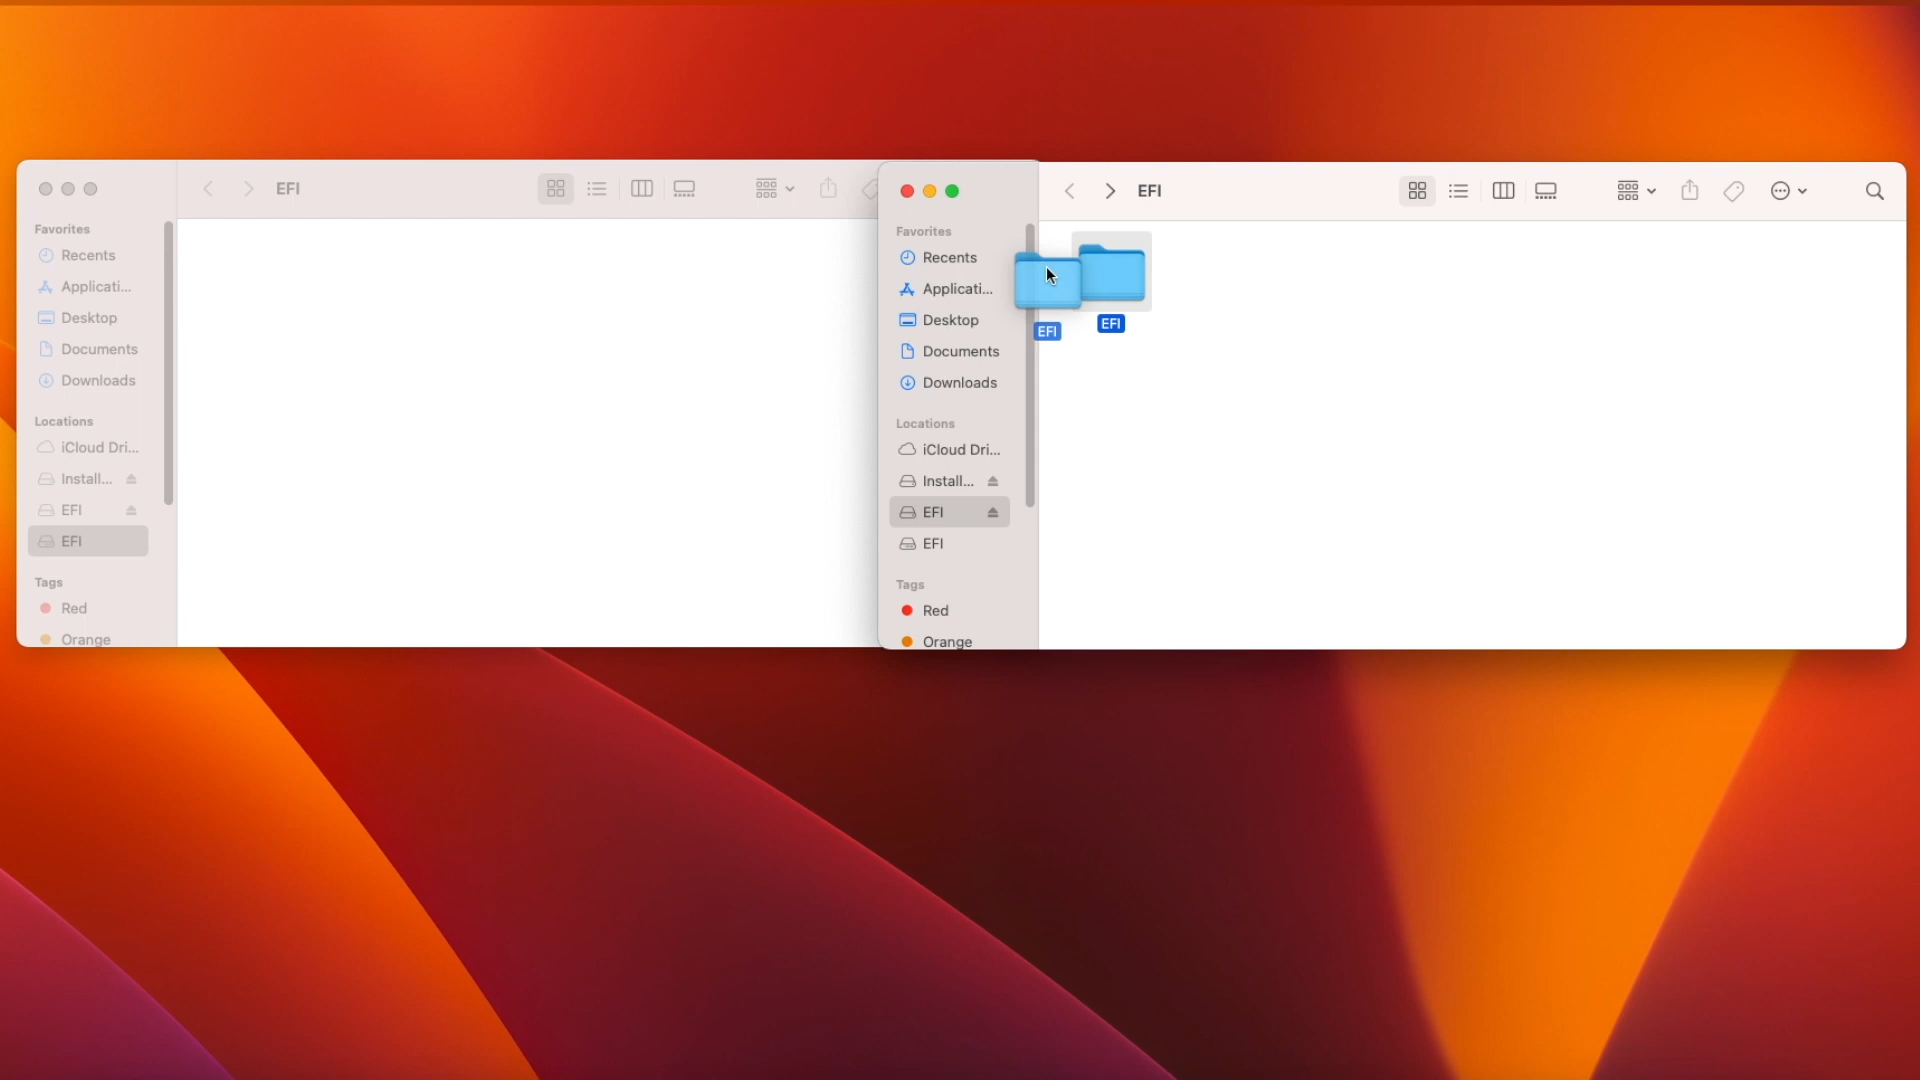 EFI
Favorites
Recents
Applicati...
Desktop
Documents
Downloads
Locations
iCloud Dri...
Install...
EFI
EFI
Tags
Red
Orange
EFI
Favorites
Recents
Applicati...
Desktop
Documents
Downloads
Locations
iCloud Dri...
Install...
EFI
EFI
Tags
Red
Orange
EFI
EFI